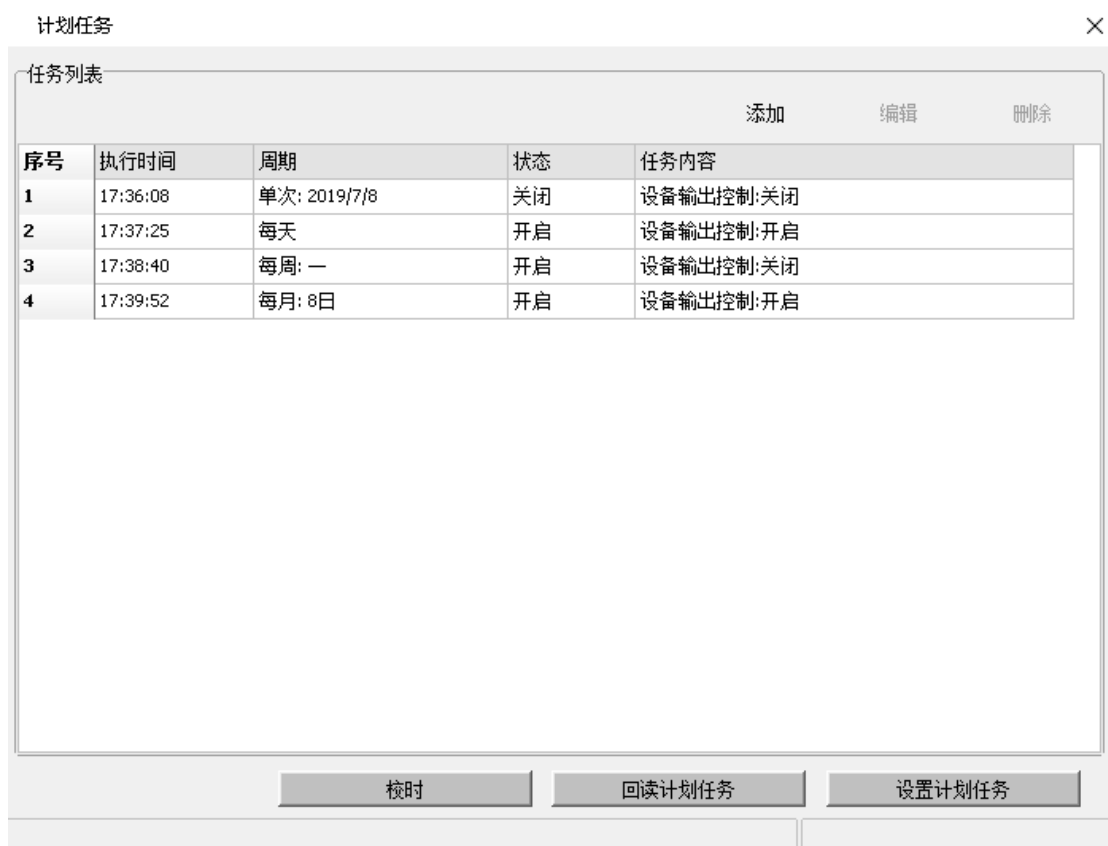 计划任务
任务列表
添加 编辑 删除
序号 执行时间 周期 状态 任务内容
1 17:36:08 单次: 2019/7/8 关闭 设备输出控制:关闭
2 17:37:25 每天 开启 设备输出控制:开启
3 17:38:40 每周: 一 开启 设备输出控制:关闭
4 17:39:52 每月: 8日 开启 设备输出控制:开启
校时 回读计划任务 设置计划任务